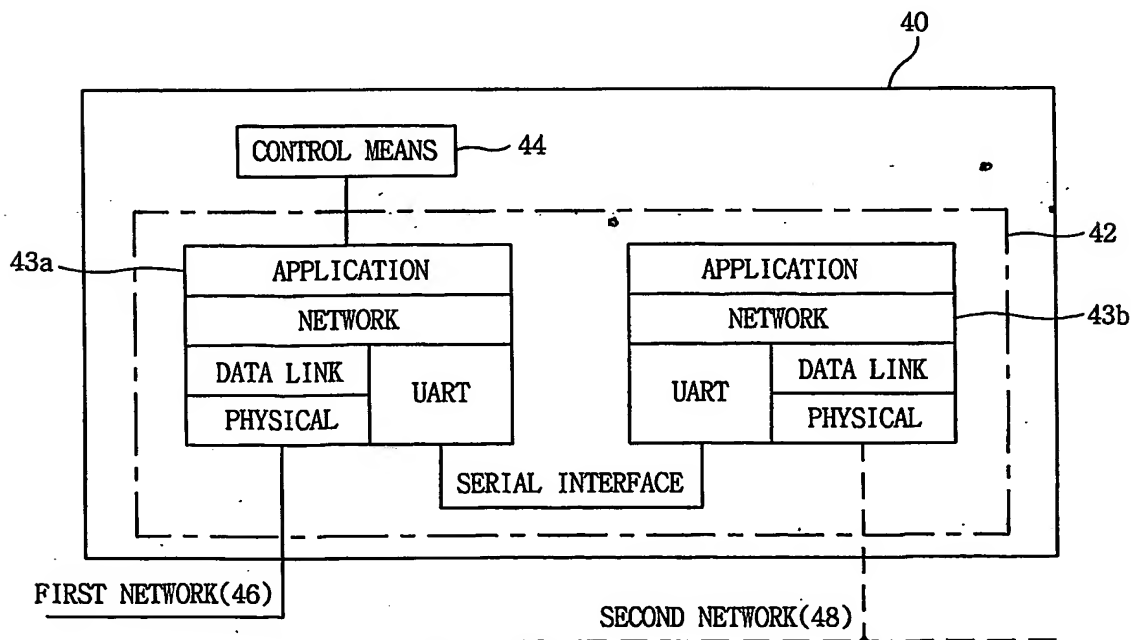 40
CONTROL MEANS
44
42
43a
APPLICATION
APPLICATION
NETWORK
NETWORK
43b
DATA LINK
UART
UART
DATA LINK
PHYSICAL
PHYSICAL
SERIAL INTERFACE
FIRST NETWORK(46)
SECOND NETWORK(48)